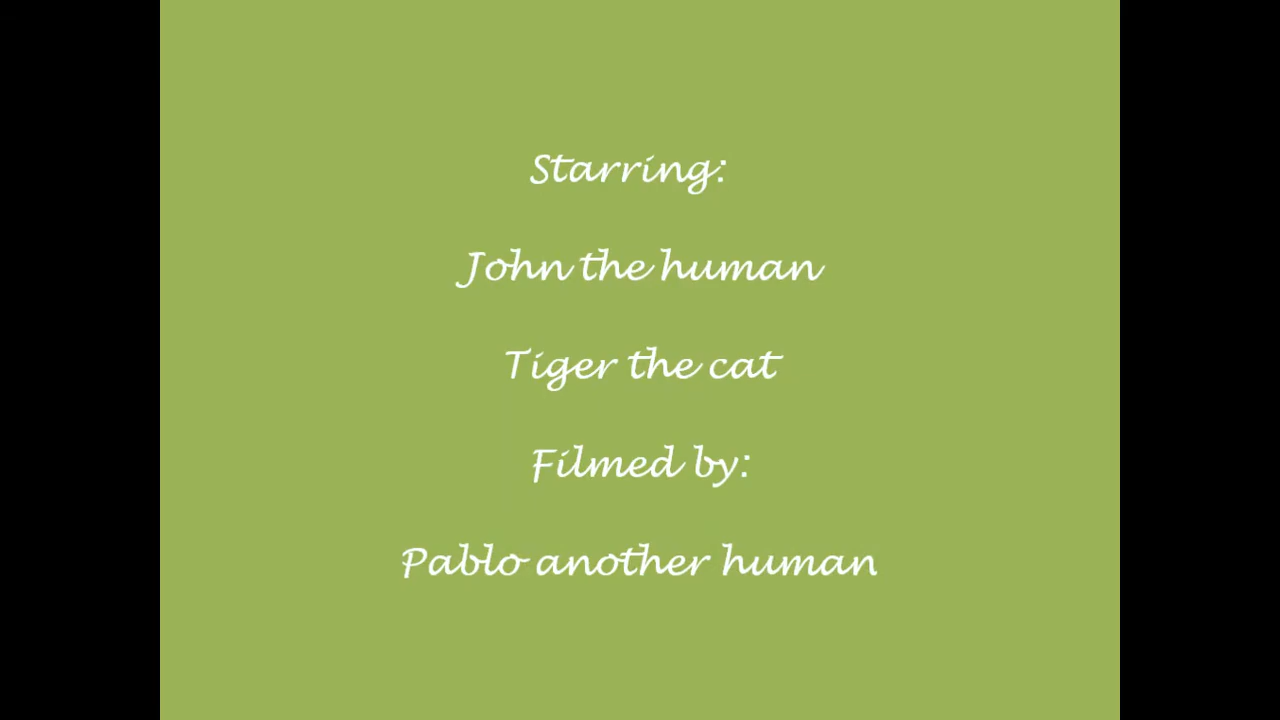 Starring:
John the human
Tiger the cat
Filmed by:
Pablo another human